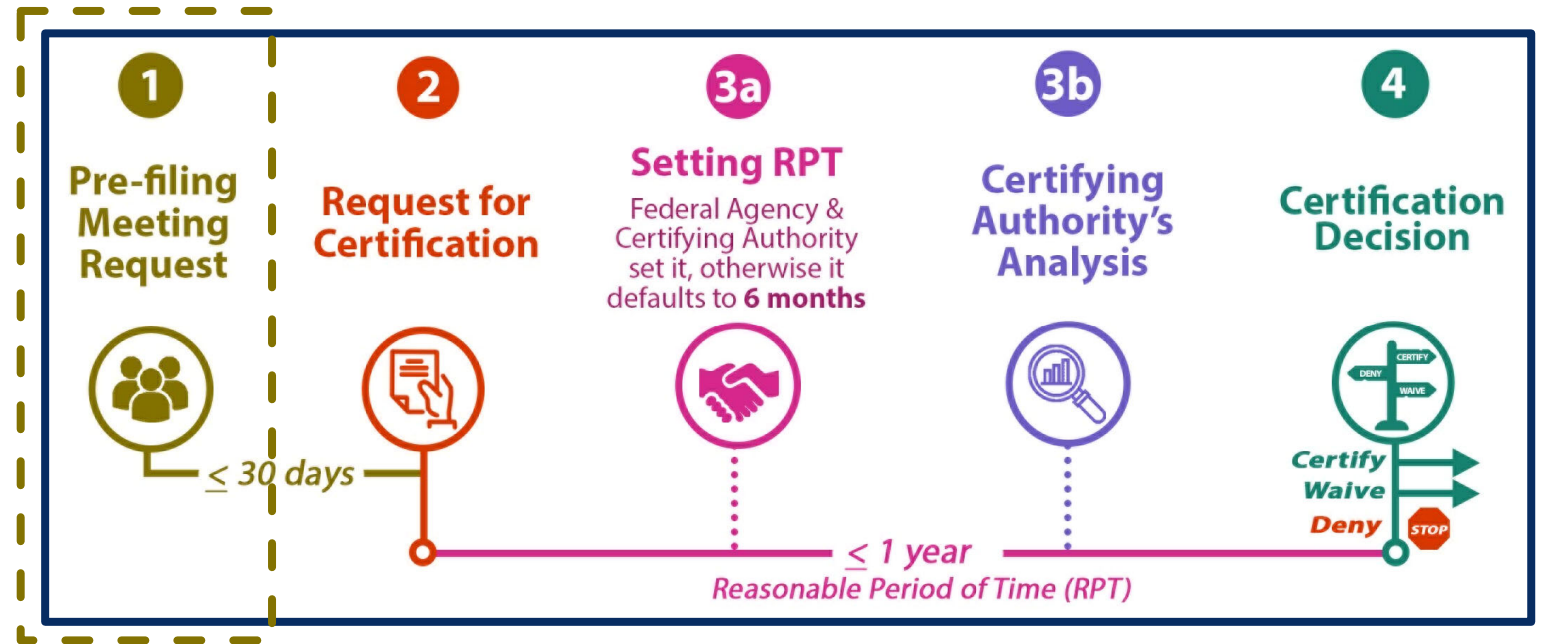 1
Pre-filing
Meeting
Request
≤ 30 days
2
Request for
Certification
3a
Setting RPT
Federal Agency &
Certifying Authority
set it, otherwise it
defaults to 6 months
3b
Certifying
Authority’s
Analysis
4
Certification
Decision
CERTIFY
DENY
WAIVE
Certify
Waive
Deny
STOP
≤ 1 year
Reasonable Period of Time (RPT)